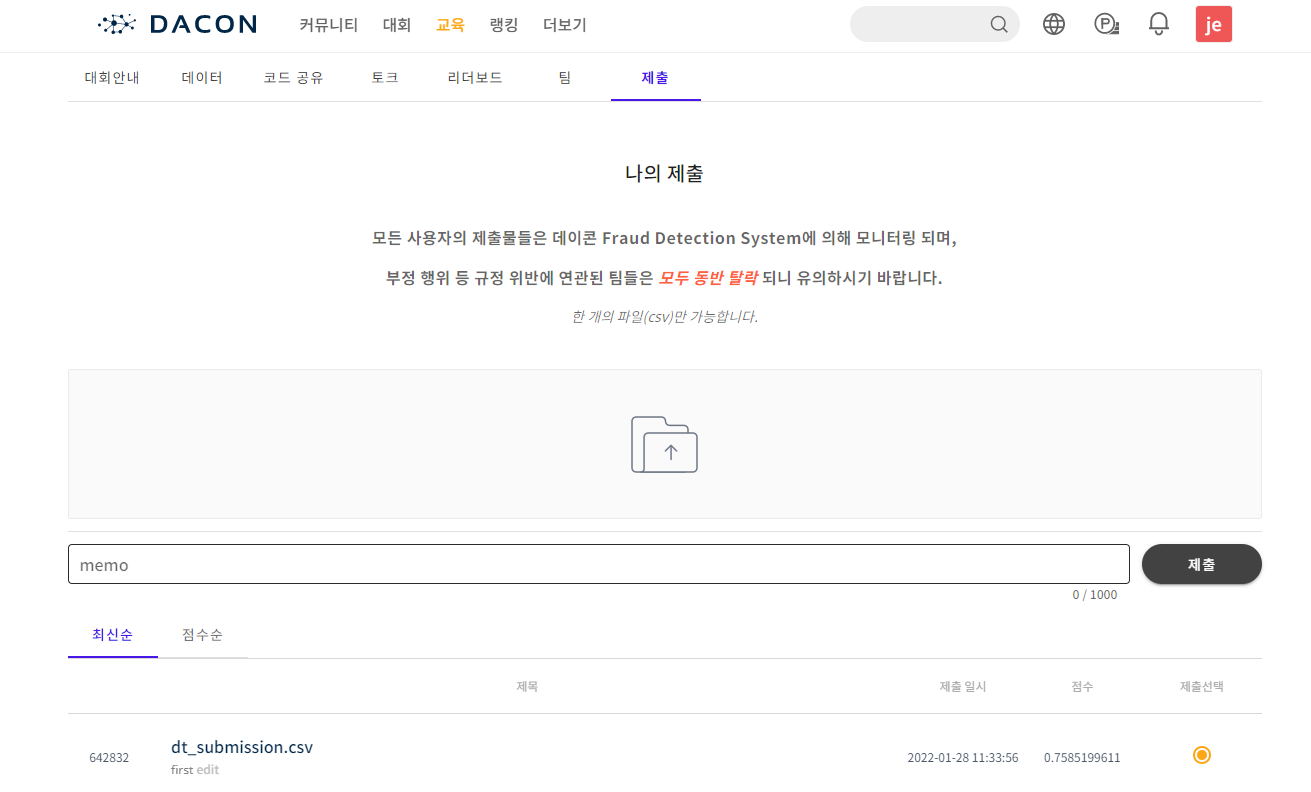 DACON 커뮤니티 대회 교육 랭킹 더보기 P je
대회안내 데이터 코드 공유 토크 리더보드 팀 제출
나의 제출
모든 사용자의 제출물들은 데이콘 Fraud Detection System에 의해 모니터링 되며,
부정 행위 등 규정 위반에 연관된 팀들은 모두 동반 탈락 되니 유의하시기 바랍니다.
한 개의 파일(csv)만 가능합니다.
memo 제출
0 / 1000
최신순 점수순
제목 제출 일시 점수 제출선택
642832 dt_submission.csv 2022-01-28 11:33:56 0.7585199611
first edit